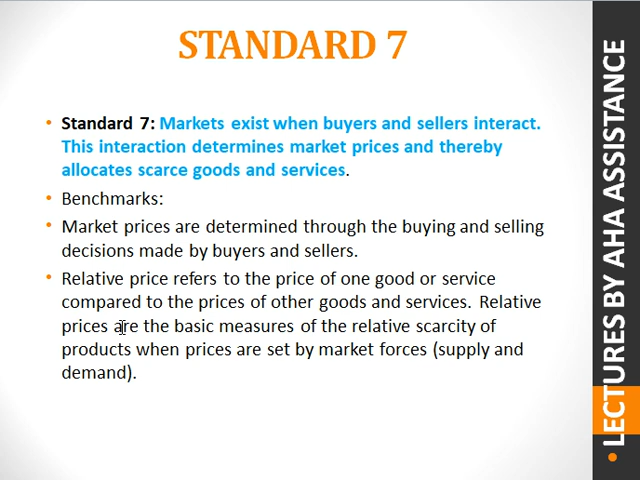 STANDARD 7
• Standard 7: Markets exist when buyers and sellers interact.
This interaction determines market prices and thereby
allocates scarce goods and services.
• Benchmarks:
• Market prices are determined through the buying and selling
decisions made by buyers and sellers.
• Relative price refers to the price of one good or service
compared to the prices of other goods and services. Relative
prices are the basic measures of the relative scarcity of
products when prices are set by market forces (supply and
demand).
• LECTURES BY AHA ASSISTANCE